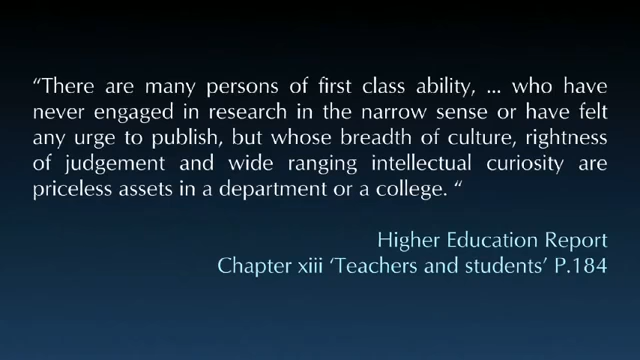 “There are many persons of first class ability, ... who have
never engaged in research in the narrow sense or have felt
any urge to publish, but whose breadth of culture, rightness
of judgement and wide ranging intellectual curiosity are
priceless assets in a department or a college. “
Higher Education Report
Chapter xiii ‘Teachers and students’ P.184